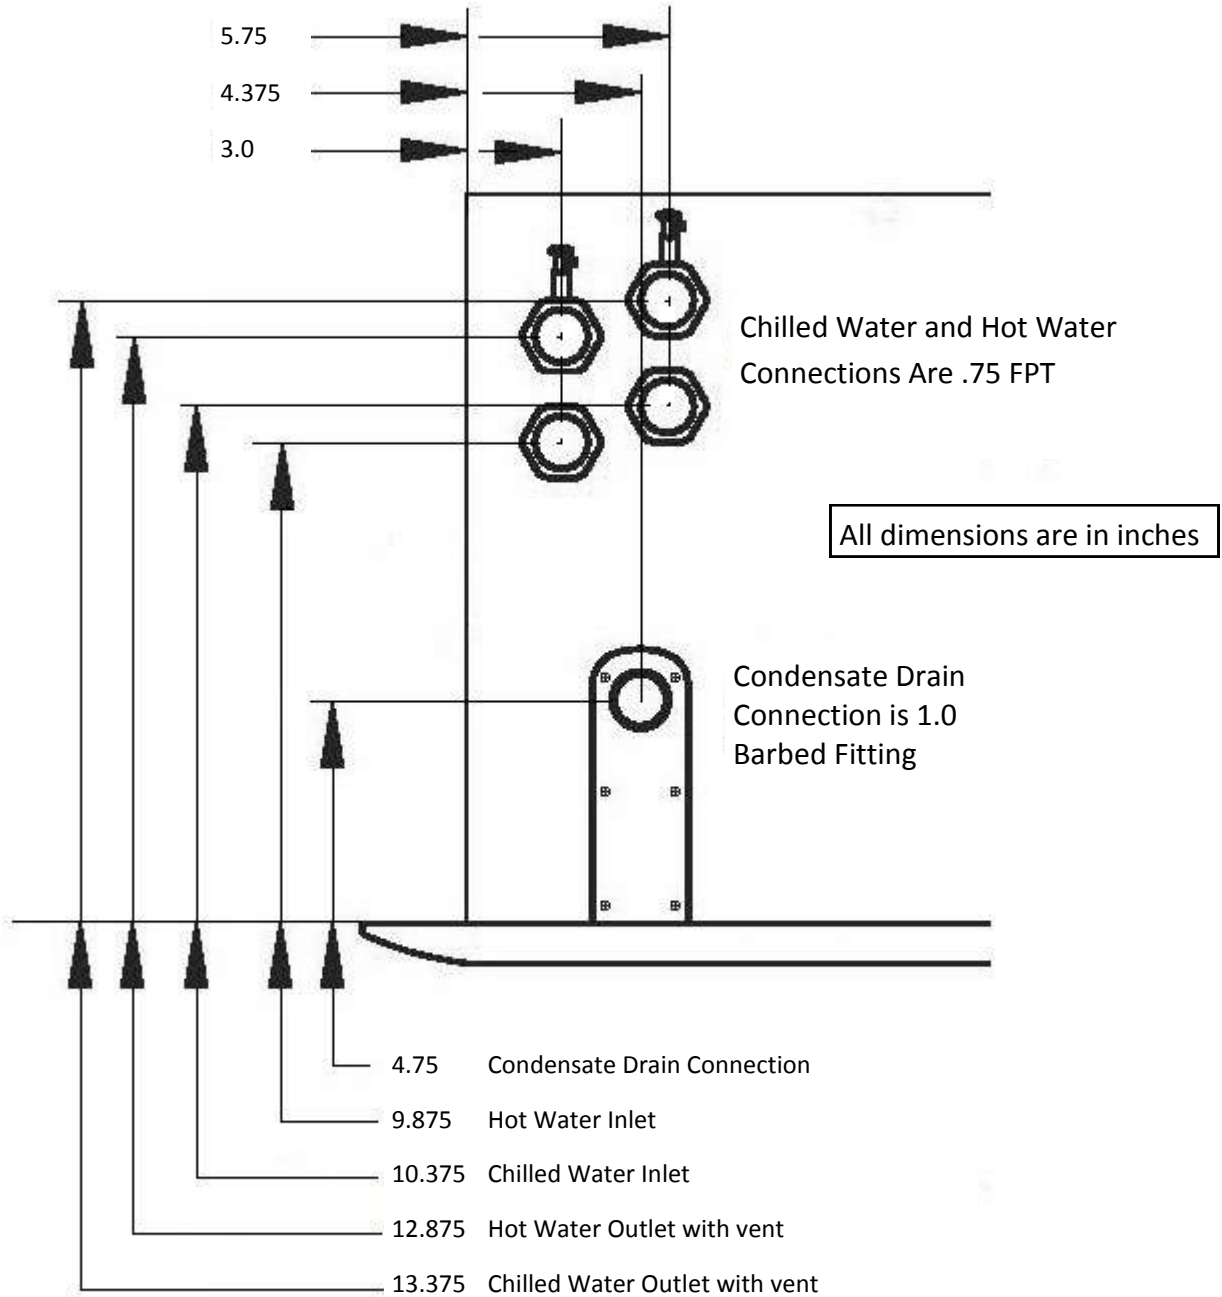 5.75
4.375
3.0
Chilled Water and Hot Water
Connections Are .75 FPT
All dimensions are in inches
Condensate Drain
Connection is 1.0
Barbed Fitting
4.75 Condensate Drain Connection
9.875 Hot Water Inlet
10.375 Chilled Water Inlet
12.875 Hot Water Outlet with vent
13.375 Chilled Water Outlet with vent